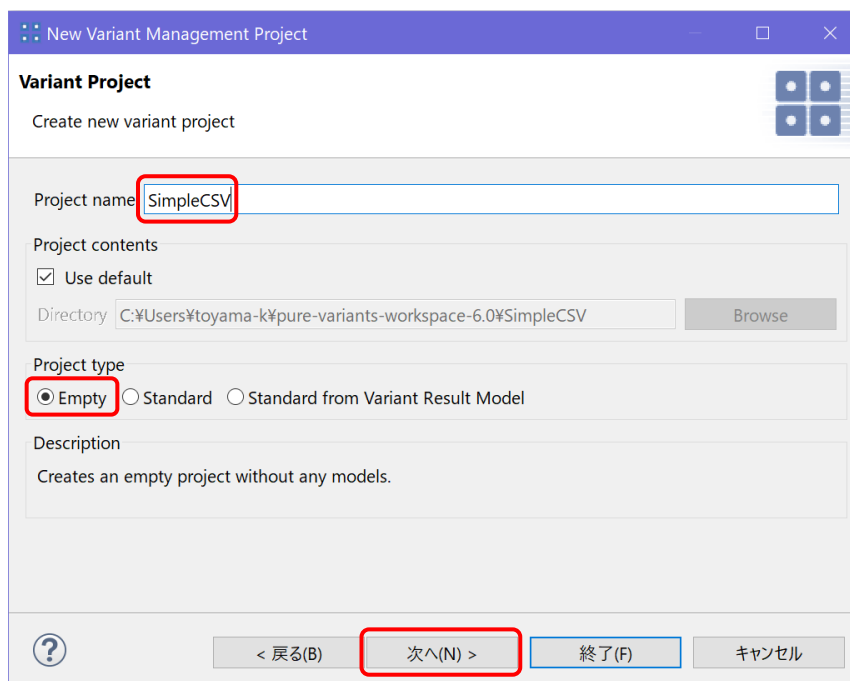 New Variant Management Project
Variant Project
Create new variant project
Project name SimpleCSV
Project contents
Use default
Directory C:¥Users¥toyama-k¥pure-variants-workspace-6.0¥SimpleCSV Browse
Project type
Empty Standard Standard from Variant Result Model
Description
Creates an empty project without any models.
? < 戻る(B) 次へ(N) > 終了(F) キャンセル